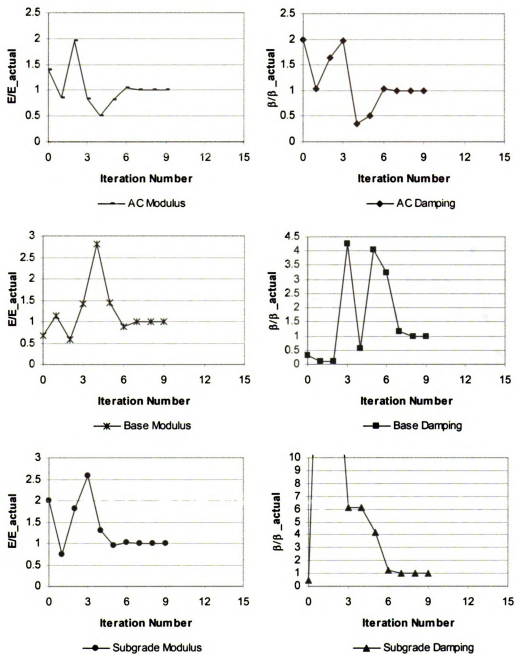 E/E_actual
2
1.5
1
0.5
0
0 3 6 9 12 15
Iteration Number
AC Modulus
β/β_actual
2.5
2
1.5
1
0.5
0
0 3 6 9 12 15
Iteration Number
AC Damping
E/E_actual
3
2.5
2
1.5
1
0.5
0
0 3 6 9 12 15
Iteration Number
Base Modulus
β/β_actual
4.5
4
3.5
3
2.5
2
1.5
1
0.5
0
0 3 6 9 12 15
Iteration Number
Base Damping
E/E_actual
3
2.5
2
1.5
1
0.5
0
0 3 6 9 12 15
Iteration Number
Subgrade Modulus
β/β_actual
10
9
8
7
6
5
4
3
2
1
0
0 3 6 9 12 15
Iteration Number
Subgrade Damping